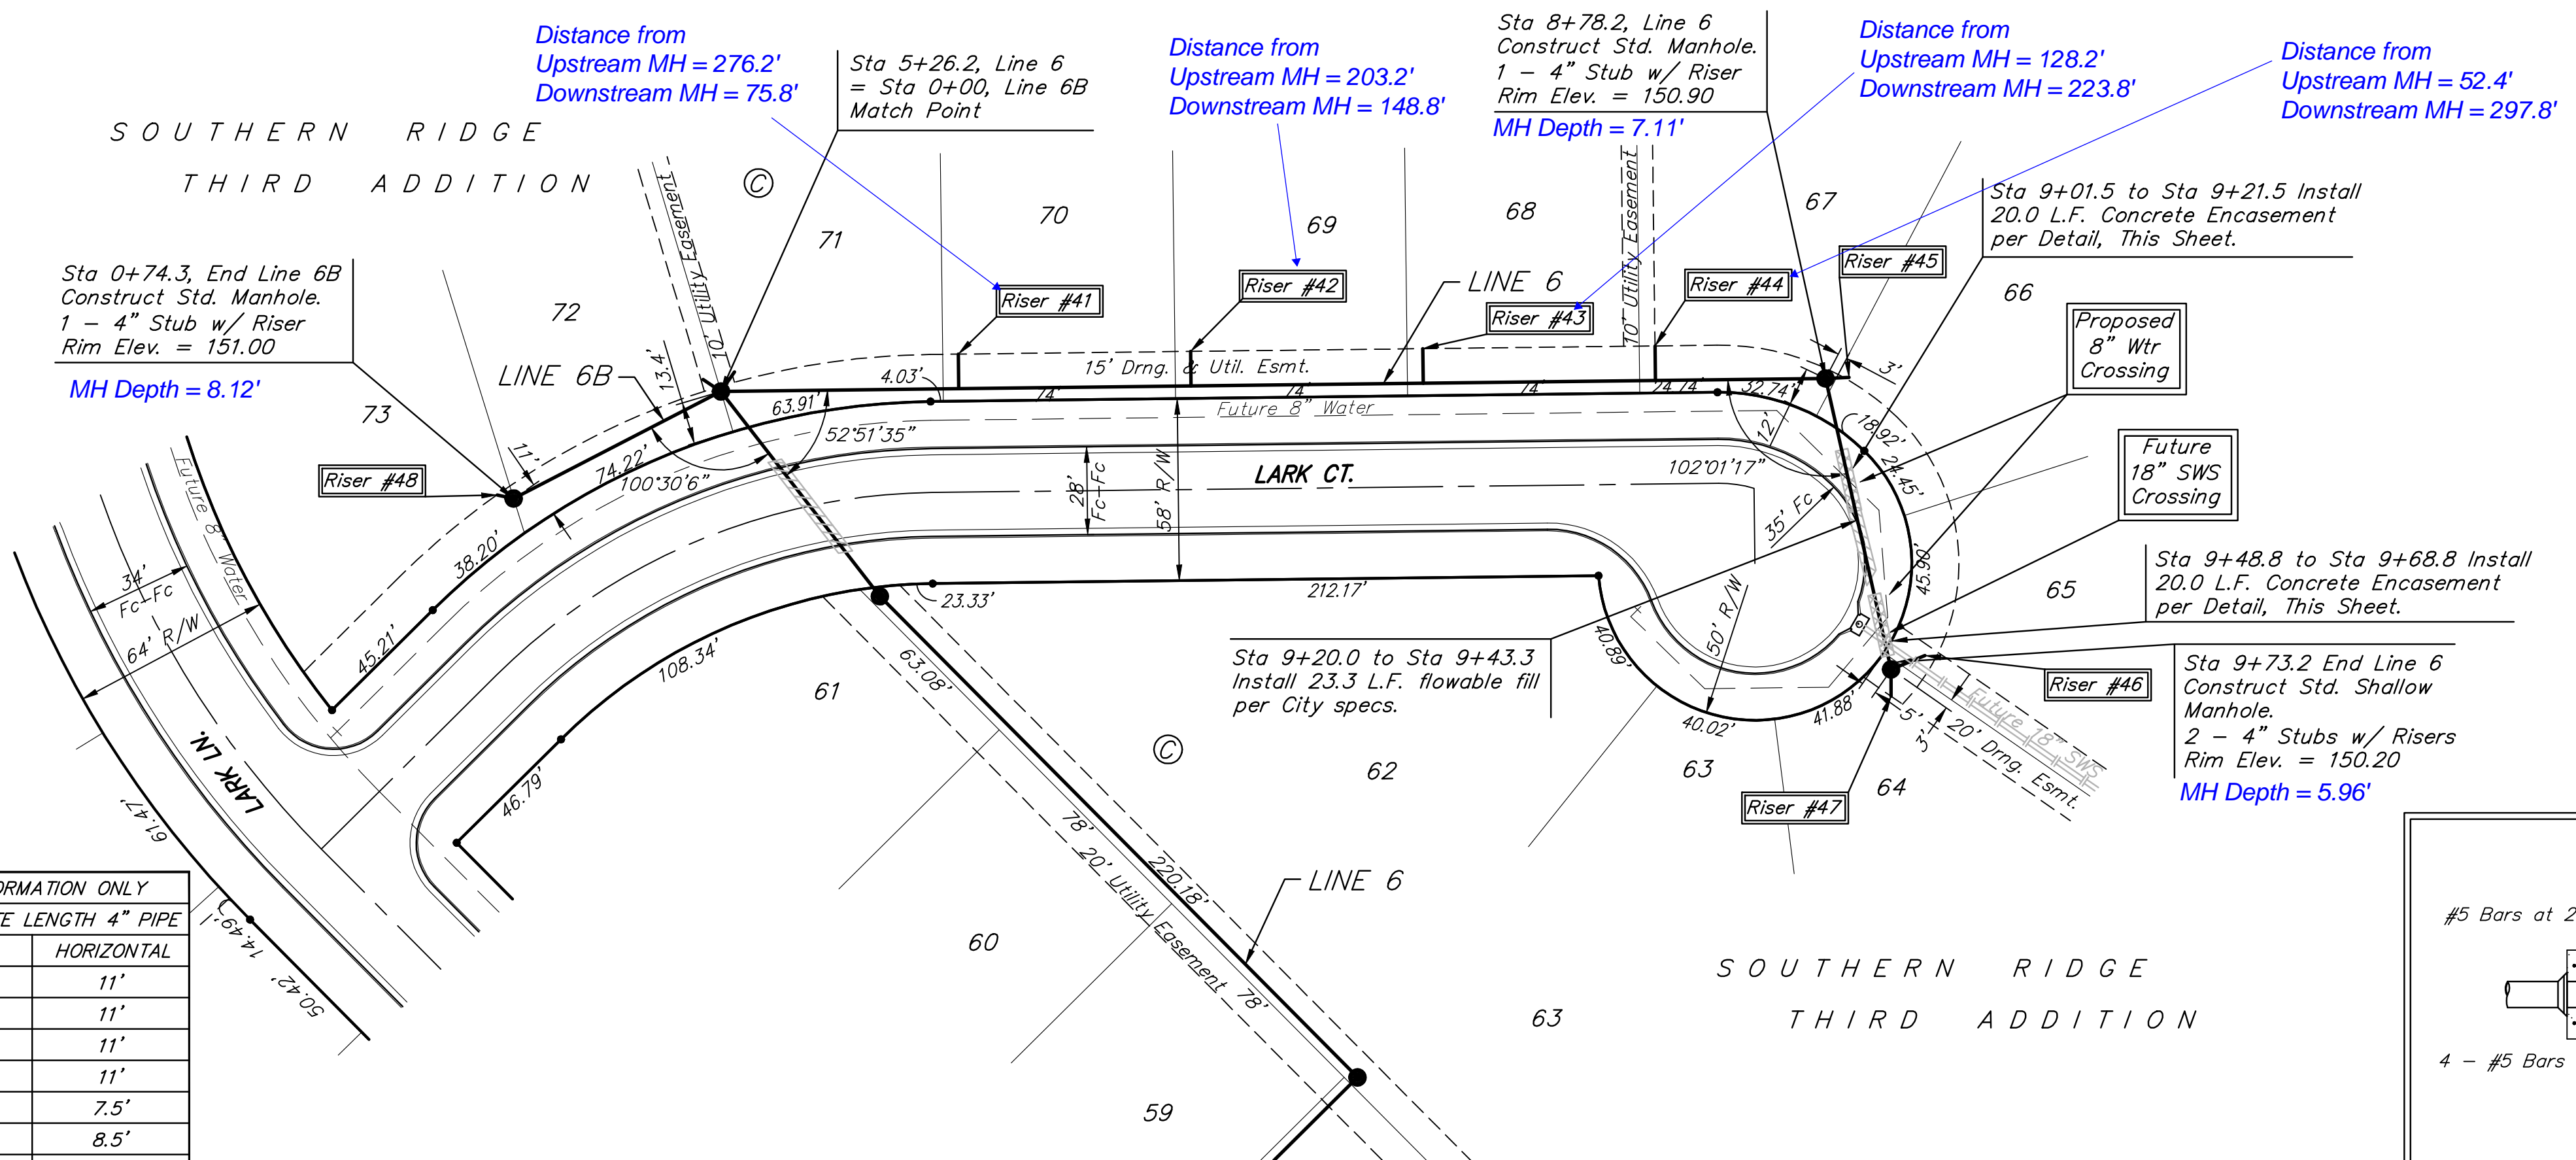 Distance from
Upstream MH = 276.2'
Downstream MH = 75.8'
Sta 5+26.2, Line 6
= Sta 0+00, Line 6B
Match Point
Distance from
Upstream MH = 203.2'
Downstream MH = 148.8'
Sta 8+78.2, Line 6
Construct Std. Manhole.
1 - 4" Stub w/ Riser
Rim Elev. = 150.90
MH Depth = 7.11'
Distance from
Upstream MH = 128.2'
Downstream MH = 223.8'
Distance from
Upstream MH = 52.4'
Downstream MH = 297.8'
SOUTHERN RIDGE
THIRD ADDITION
©
10' Utility Easement
10' Utility Easement
71
70
69
68
67
66
72
73
Sta 9+01.5 to Sta 9+21.5 Install
20.0 L.F. Concrete Encasement
per Detail, This Sheet.
Sta 0+74.3, End Line 6B
Construct Std. Manhole.
1 - 4" Stub w/ Riser
Rim Elev. = 151.00
MH Depth = 8.12'
Riser #41
Riser #42
LINE 6
Riser #43
Riser #44
Riser #45
Proposed
8" Wtr
Crossing
LINE 6B
13.4'
4.03'
15' Drng. & Util. Esmt.
74'
74'
74'
24.74'
32.74'
3'
63.91'
Future 8" Water
52°51'35"
12'
18.92'
24.45'
Riser #48
11'
74.22'
100°30'6"
28'
Fc-Fc
58' R/W
LARK CT.
102°01'17"
35' Fc
Future
18" SWS
Crossing
Future 8" Water
38.20'
34'
Fc-Fc
64' R/W
45.21'
23.33'
212.17'
45.90'
65
Sta 9+48.8 to Sta 9+68.8 Install
20.0 L.F. Concrete Encasement
per Detail, This Sheet.
50' R/W
40.89'
Sta 9+20.0 to Sta 9+43.3
Install 23.3 L.F. flowable fill
per City specs.
108.34'
63.08'
61
Riser #46
Sta 9+73.2 End Line 6
Construct Std. Shallow
Manhole.
2 - 4" Stubs w/ Risers
Rim Elev. = 150.20
MH Depth = 5.96'
40.02'
41.88'
5'
3'
Future 18" SWS
20' Drng. Esmt.
©
62
63
64
Riser #47
LARK LN.
46.79'
61.47'
14.49'
50.42'
78'
220.18'
20' Utility Easement
78'
LINE 6
60
59
63
SOUTHERN RIDGE
THIRD ADDITION
ORMATION ONLY
TE LENGTH 4" PIPE
HORIZONTAL
11'
11'
11'
11'
7.5'
8.5'
#5 Bars at 2
4 - #5 Bars